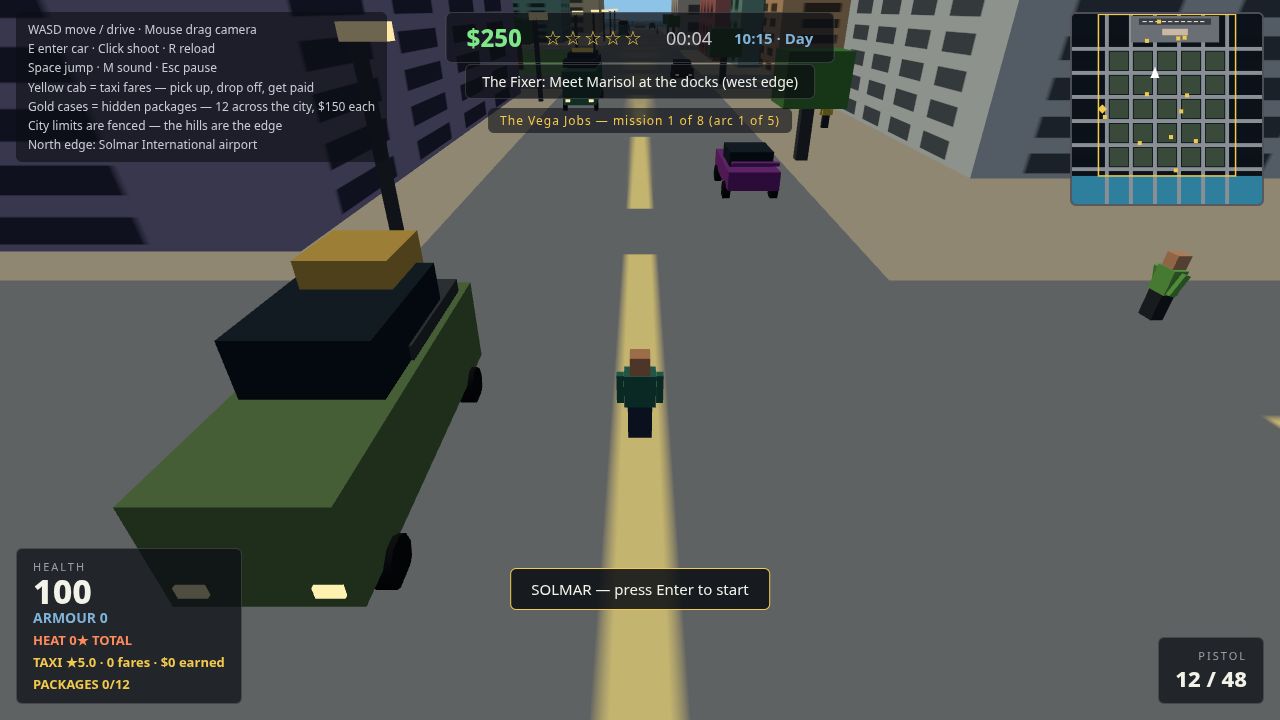 WASD move / drive · Mouse drag camera
E enter car · Click shoot · R reload
Space jump · M sound · Esc pause
Yellow cab = taxi fares — pick up, drop off, get paid
Gold cases = hidden packages — 12 across the city, $150 each
City limits are fenced — the hills are the edge
North edge: Solmar International airport
$250 ☆☆☆☆☆ 00:04 10:15 · Day
The Fixer: Meet Marisol at the docks (west edge)
The Vega Jobs — mission 1 of 8 (arc 1 of 5)
SOLMAR — press Enter to start
HEALTH
100
ARMOUR 0
HEAT 0★ TOTAL
TAXI ★5.0 · 0 fares · $0 earned
PACKAGES 0/12
PISTOL
12 / 48